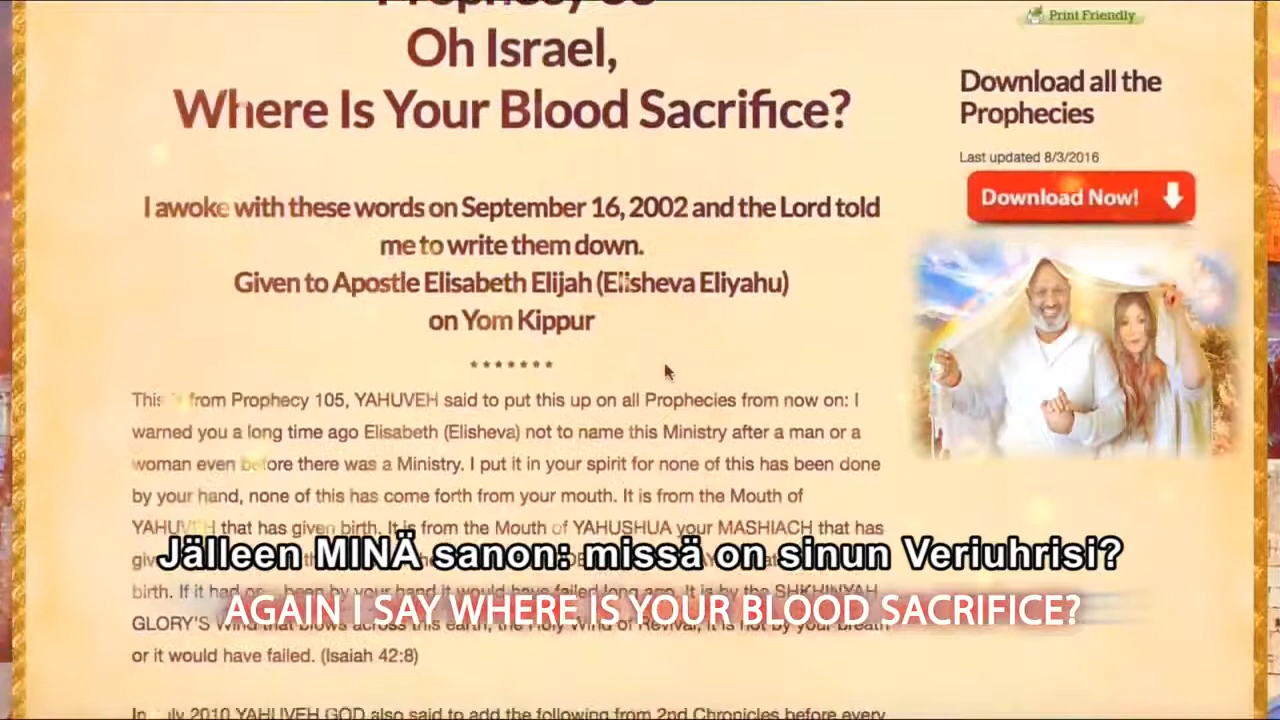 Oh Israel,
Where Is Your Blood Sacrifice?
I awoke with these words on September 16, 2002 and the Lord told
me to write them down.
Given to Apostle Elisabeth Elijah (Elisheva Eliyahu)
on Yom Kippur
*******
This from Prophecy 105, YAHUVEH said to put this up on all Prophecies from now on: I
warned you a long time ago Elisabeth (Elisheva) not to name this Ministry after a man or a
woman even before there was a Ministry. I put it in your spirit for none of this has been done
by your hand, none of this has come forth from your mouth. It is from the Mouth of
YAHUVEH that has given birth. It is from the Mouth of YAHUSHUA your MASHIACH that has
Jälleen MINÄ sanon: missä on sinun Veriuhrisi?
birth. If it had been by your hand it would have failed long ago. It is by the SHKHINYAH
AGAIN I SAY WHERE IS YOUR BLOOD SACRIFICE?
GLORY'S Wind that blows across this earth, the Holy Wind of Revival, it is not by your breath
or it would have failed. (Isaiah 42:8)
In July 2010 YAHUVEH GOD also said to add the following from 2nd Chronicles before every
Print Friendly
Download all the
Prophecies
Last updated 8/3/2016
Download Now!